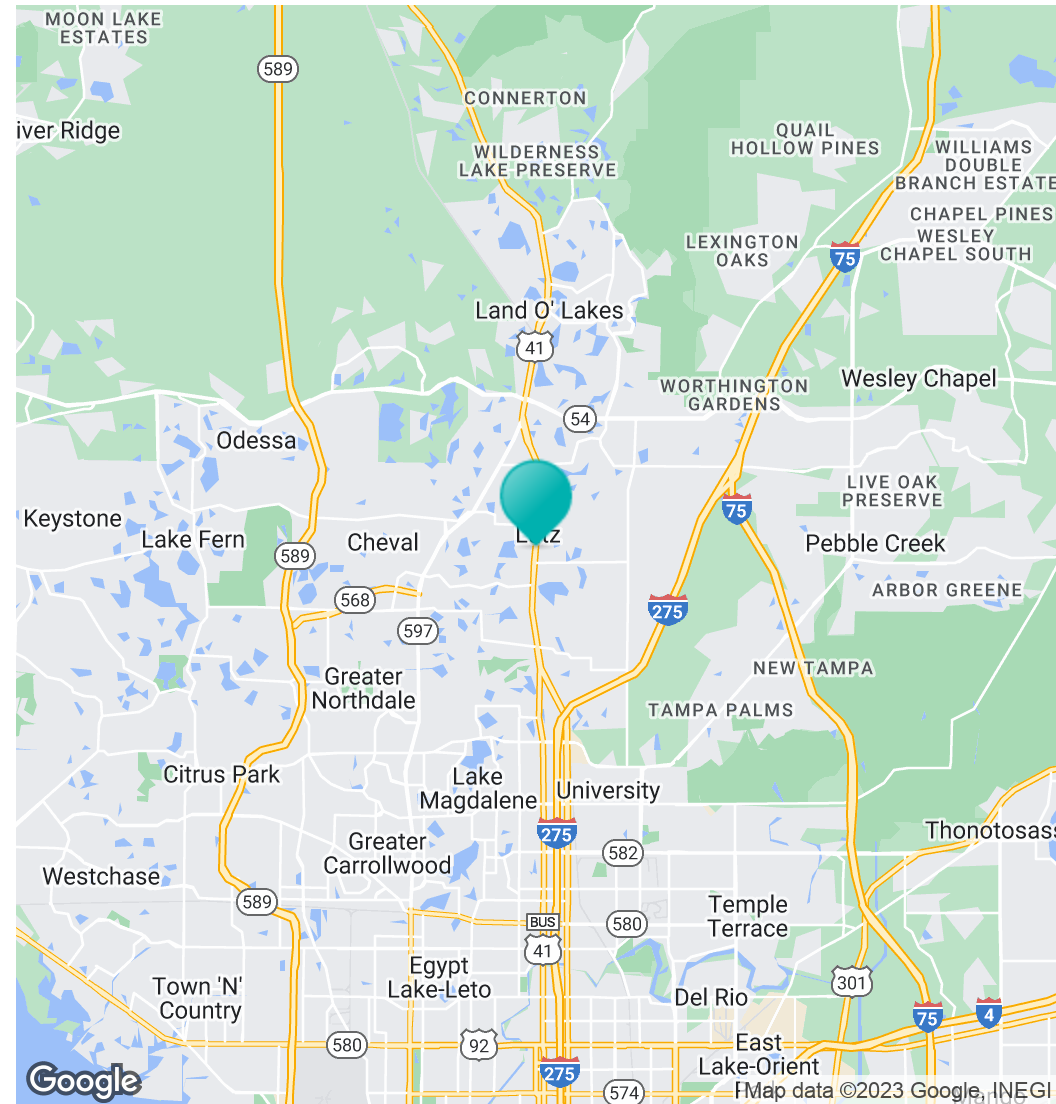 MOON LAKE
ESTATES
589
CONNERTON
iver Ridge
QUAIL
HOLLOW PINES
WILDERNESS
LAKE PRESERVE
WILLIAMS
DOUBLE
BRANCH ESTATE
CHAPEL PINES
LEXINGTON
OAKS
WESLEY
CHAPEL SOUTH
75
Land O' Lakes
41
WORTHINGTON
GARDENS
Wesley Chapel
54
Odessa
LIVE OAK
PRESERVE
75
Keystone
Lake Fern
589
Cheval
Pebble Creek
ARBOR GREENE
568
275
597
NEW TAMPA
Greater
Northdale
TAMPA PALMS
Citrus Park
Lake
Magdalene
University
275
Thonotosass
Greater
Carrollwood
582
Westchase
589
BUS
41
580
Temple
Terrace
Egypt
Lake-Leto
Town 'N'
Country
Del Rio
301
75
4
580
92
East
Lake-Orient
275
574
Google
Map data ©2023 Google, INEGI